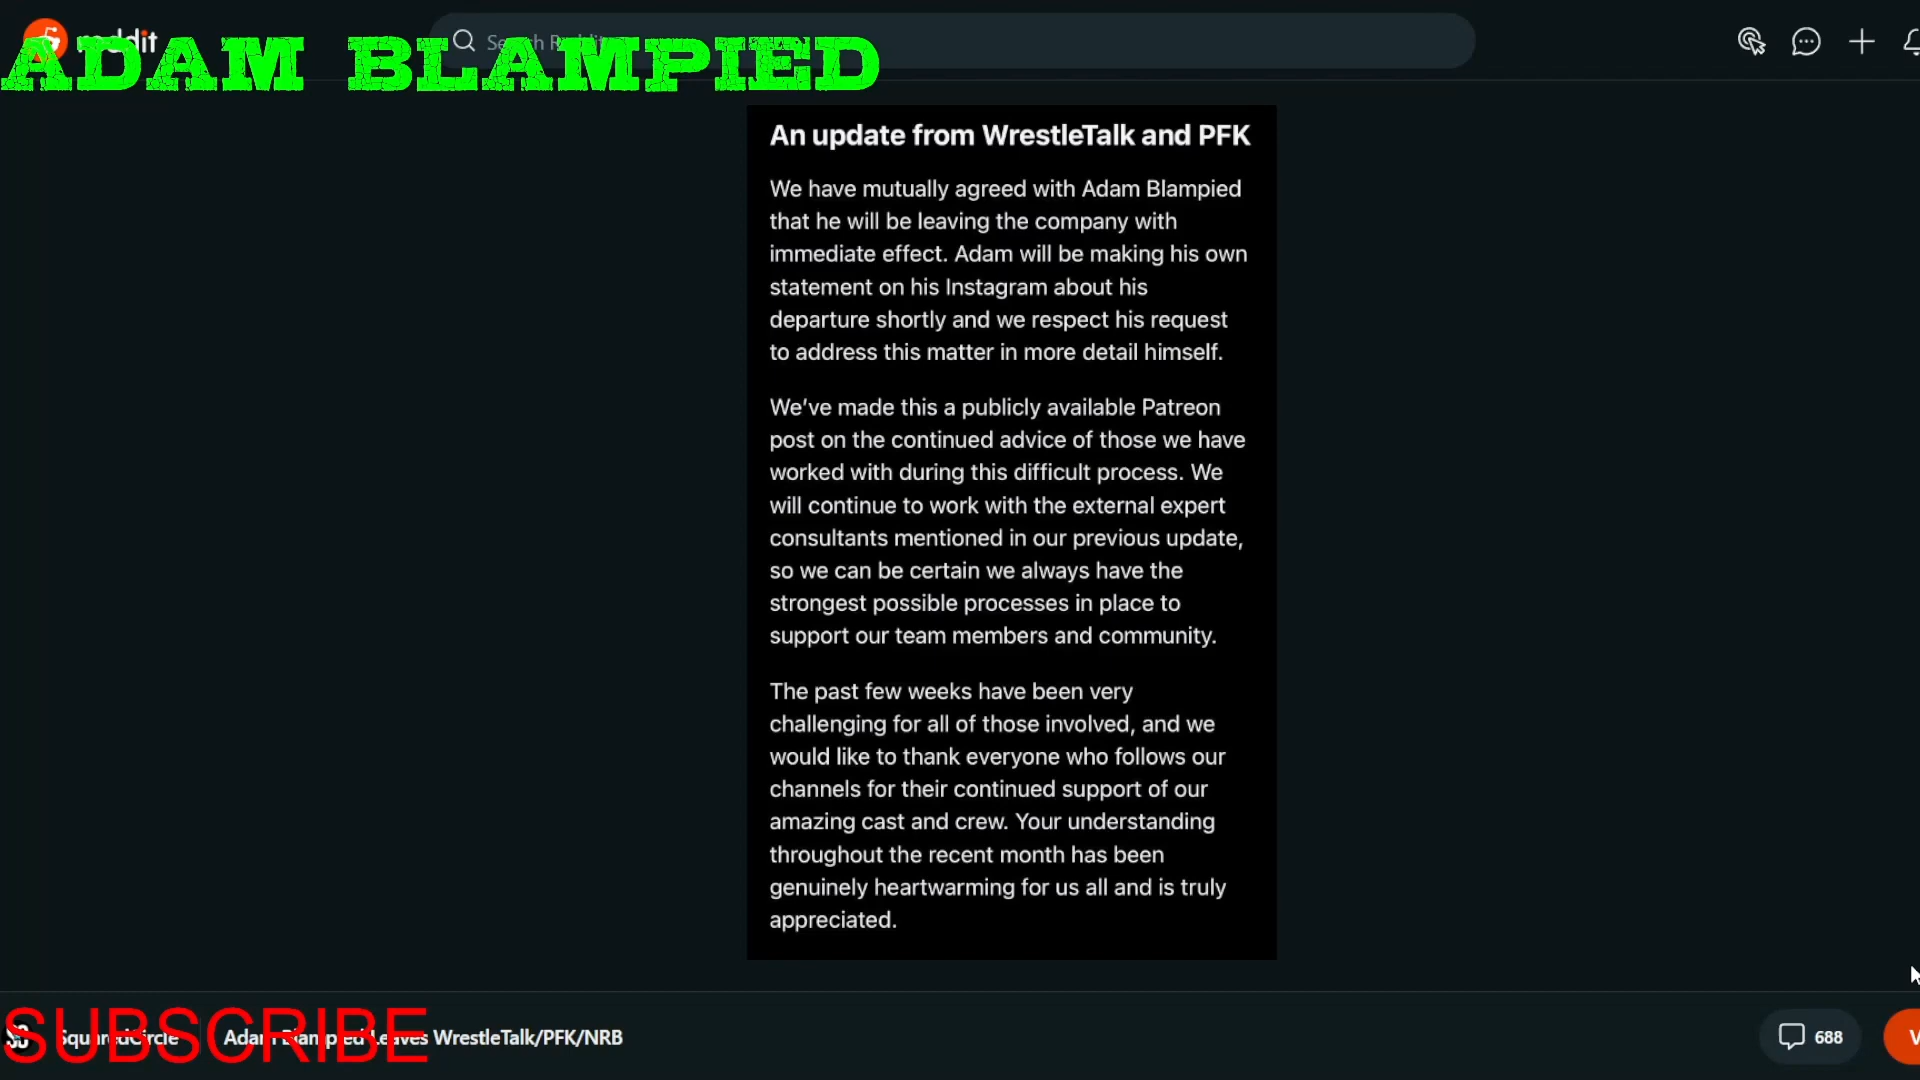 reddit
ADAM BLAMPIED
An update from WrestleTalk and PFK
We have mutually agreed with Adam Blampied
that he will be leaving the company with
immediate effect. Adam will be making his own
statement on his Instagram about his
departure shortly and we respect his request
to address this matter in more detail himself.
We've made this a publicly available Patreon
post on the continued advice of those we have
worked with during this difficult process. We
will continue to work with the external expert
consultants mentioned in our previous update,
so we can be certain we always have the
strongest possible processes in place to
support our team members and community.
The past few weeks have been very
challenging for all of those involved, and we
would like to thank everyone who follows our
channels for their continued support of our
amazing cast and crew. Your understanding
throughout the recent month has been
genuinely heartwarming for us all and is truly
appreciated.
SUBSCRIBE
SquaredCircle
Adam Blampied Leaves WrestleTalk/PFK/NRB
688